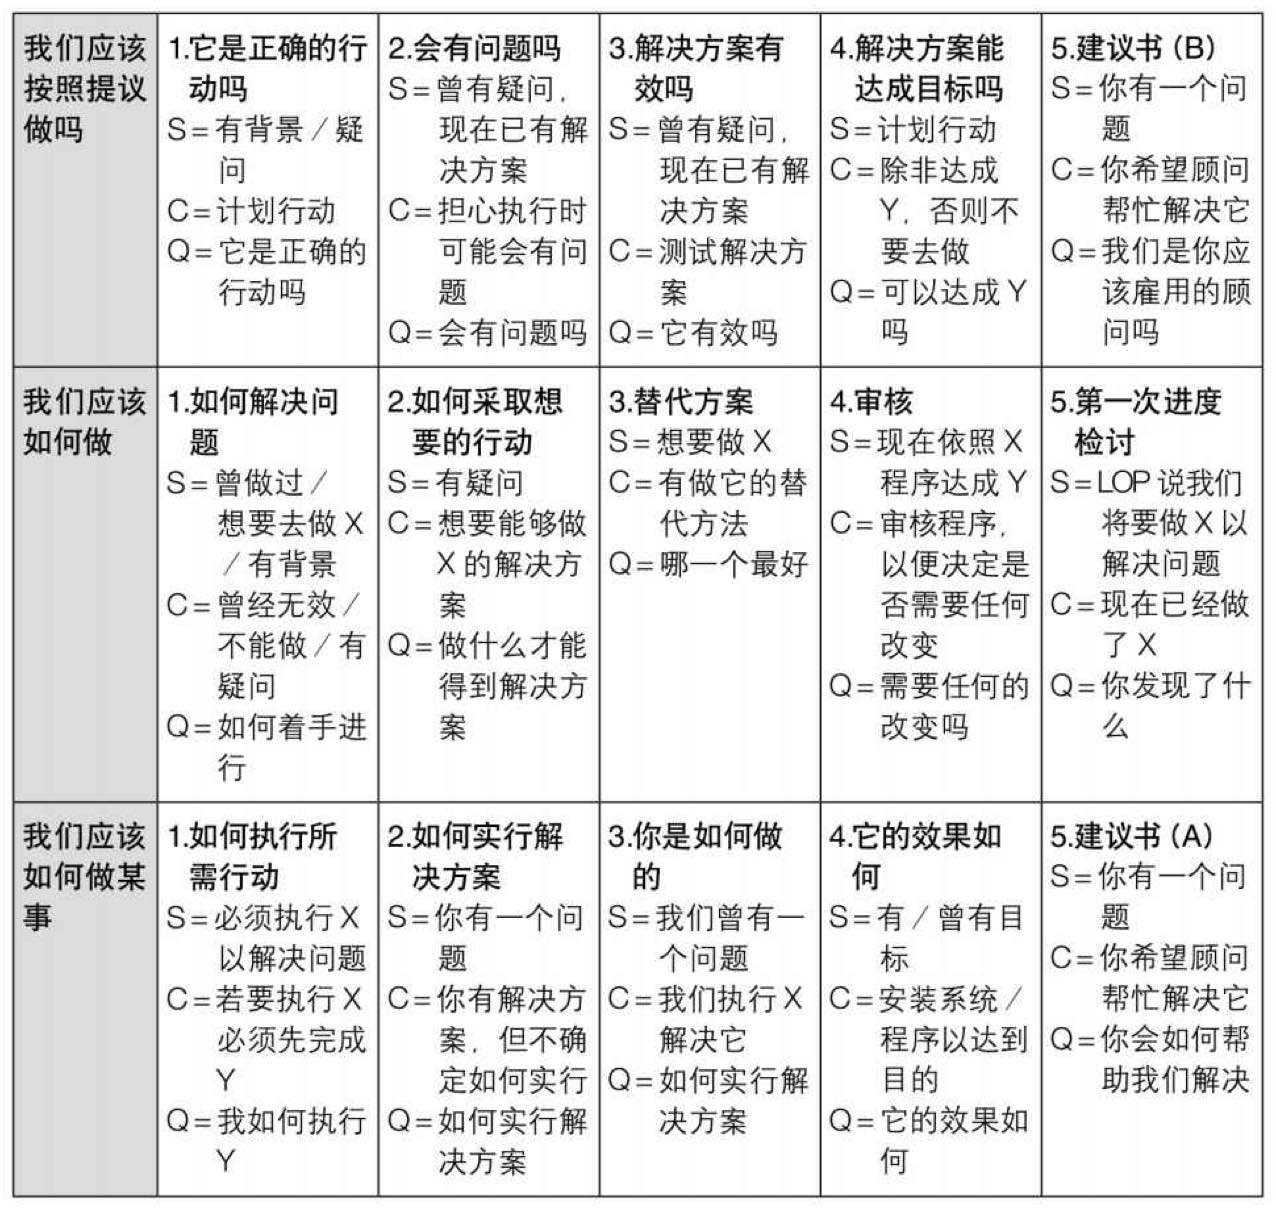 我们应该
按照提议
做吗
1.它是正确的行
动吗
S=有背景／疑
问
C=计划行动
Q=它是正确的
行动吗
2.会有问题吗
S=曾有疑问，
现在已有解
决方案
C=担心执行时
可能会有问
题
Q=会有问题吗
3.解决方案有
效吗
S=曾有疑问，
现在已有解
决方案
C=测试解决方
案
Q=它有效吗
4.解决方案能
达成目标吗
S=计划行动
C=除非达成
Y，否则不
要去做
Q=可以达成Y
吗
5.建议书（B）
S=你有一个问
题
C=你希望顾问
帮忙解决它
Q=我们是你应
该雇用的顾
问吗
我们应该
如何做
1.如何解决问
题
S=曾做过／
想要去做X
／有背景
C=曾经无效／
不能做／有
疑问
Q=如何着手进
行
2.如何采取想
要的行动
S=有疑问
C=想要能够做
X的解决方
案
Q=做什么才能
得到解决方
案
3.替代方案
S=想要做X
C=有做它的替
代方法
Q=哪一个最好
4.审核
S=现在依照X
程序达成Y
C=审核程序，
以便决定是
否需要任何
改变
Q=需要任何的
改变吗
5.第一次进度
检讨
S=LOP说我们
将要做X以
解决问题
C=现在已经做
了X
Q=你发现了什
么
我们应该
如何做某
事
1.如何执行所
需行动
S=必须执行X
以解决问题
C=若要执行X
必须先完成
Y
Q=我如何执行
Y
2.如何实行解
决方案
S=你有一个问
题
C=你有解决方
案，但不确
定如何实行
Q=如何实行解
决方案
3.你是如何做
的
S=我们曾有一
个问题
C=我们执行X
解决它
Q=如何实行解
决方案
4.它的效果如
何
S=有／曾有目
标
C=安装系统／
程序以达到
目的
Q=它的效果如
何
5.建议书（A）
S=你有一个问
题
C=你希望顾问
帮忙解决它
Q=你会如何帮
助我们解决